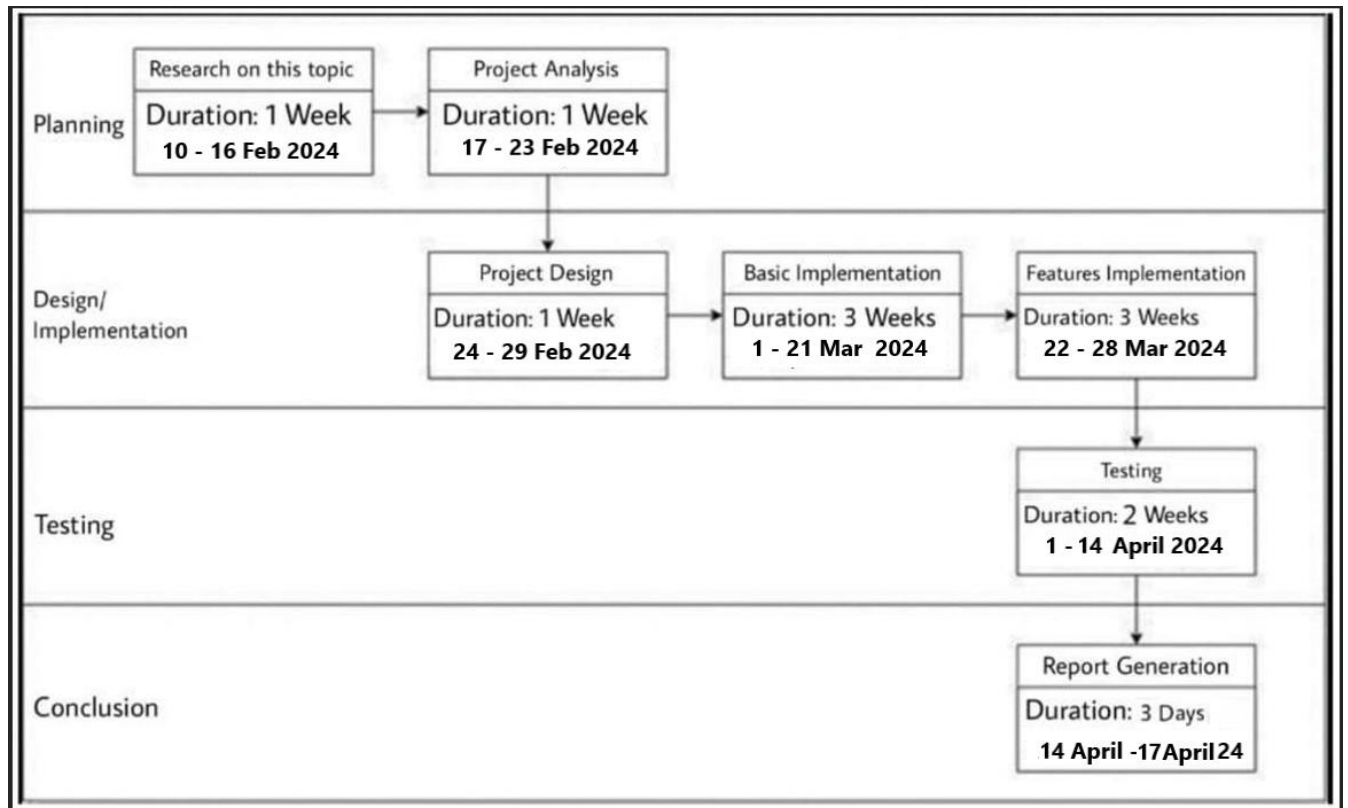 Planning
Research on this topic
Duration: 1 Week
10 - 16 Feb 2024
Project Analysis
Duration: 1 Week
17 - 23 Feb 2024
Design/
Implementation
Project Design
Duration: 1 Week
24 - 29 Feb 2024
Basic Implementation
Duration: 3 Weeks
1 - 21 Mar 2024
Features Implementation
Duration: 3 Weeks
22 - 28 Mar 2024
Testing
Testing
Duration: 2 Weeks
1 - 14 April 2024
Conclusion
Report Generation
Duration: 3 Days
14 April -17April24